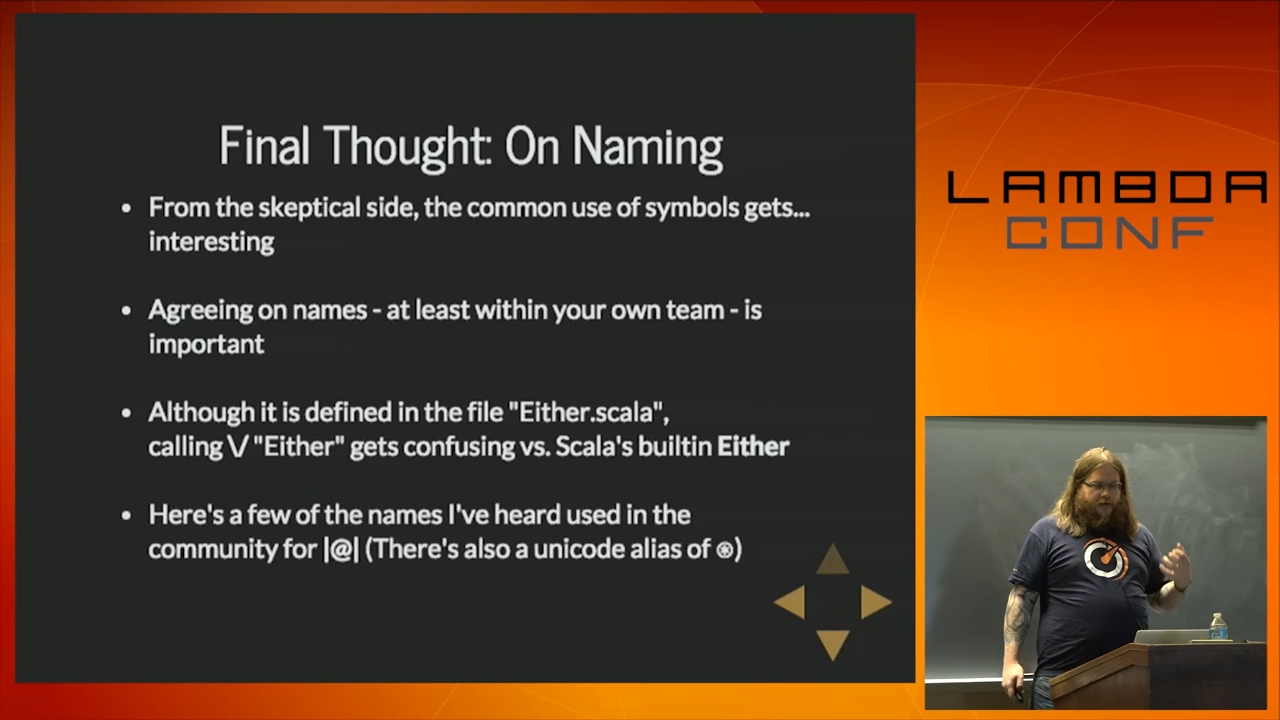 Final Thought: On Naming
• From the skeptical side, the common use of symbols gets...
interesting
• Agreeing on names - at least within your own team - is
important
• Although it is defined in the file "Either.scala",
calling \/ "Either" gets confusing vs. Scala's builtin Either
• Here's a few of the names I've heard used in the
community for |@| (There's also a unicode alias of ⊛)
LAMBDA
CONF